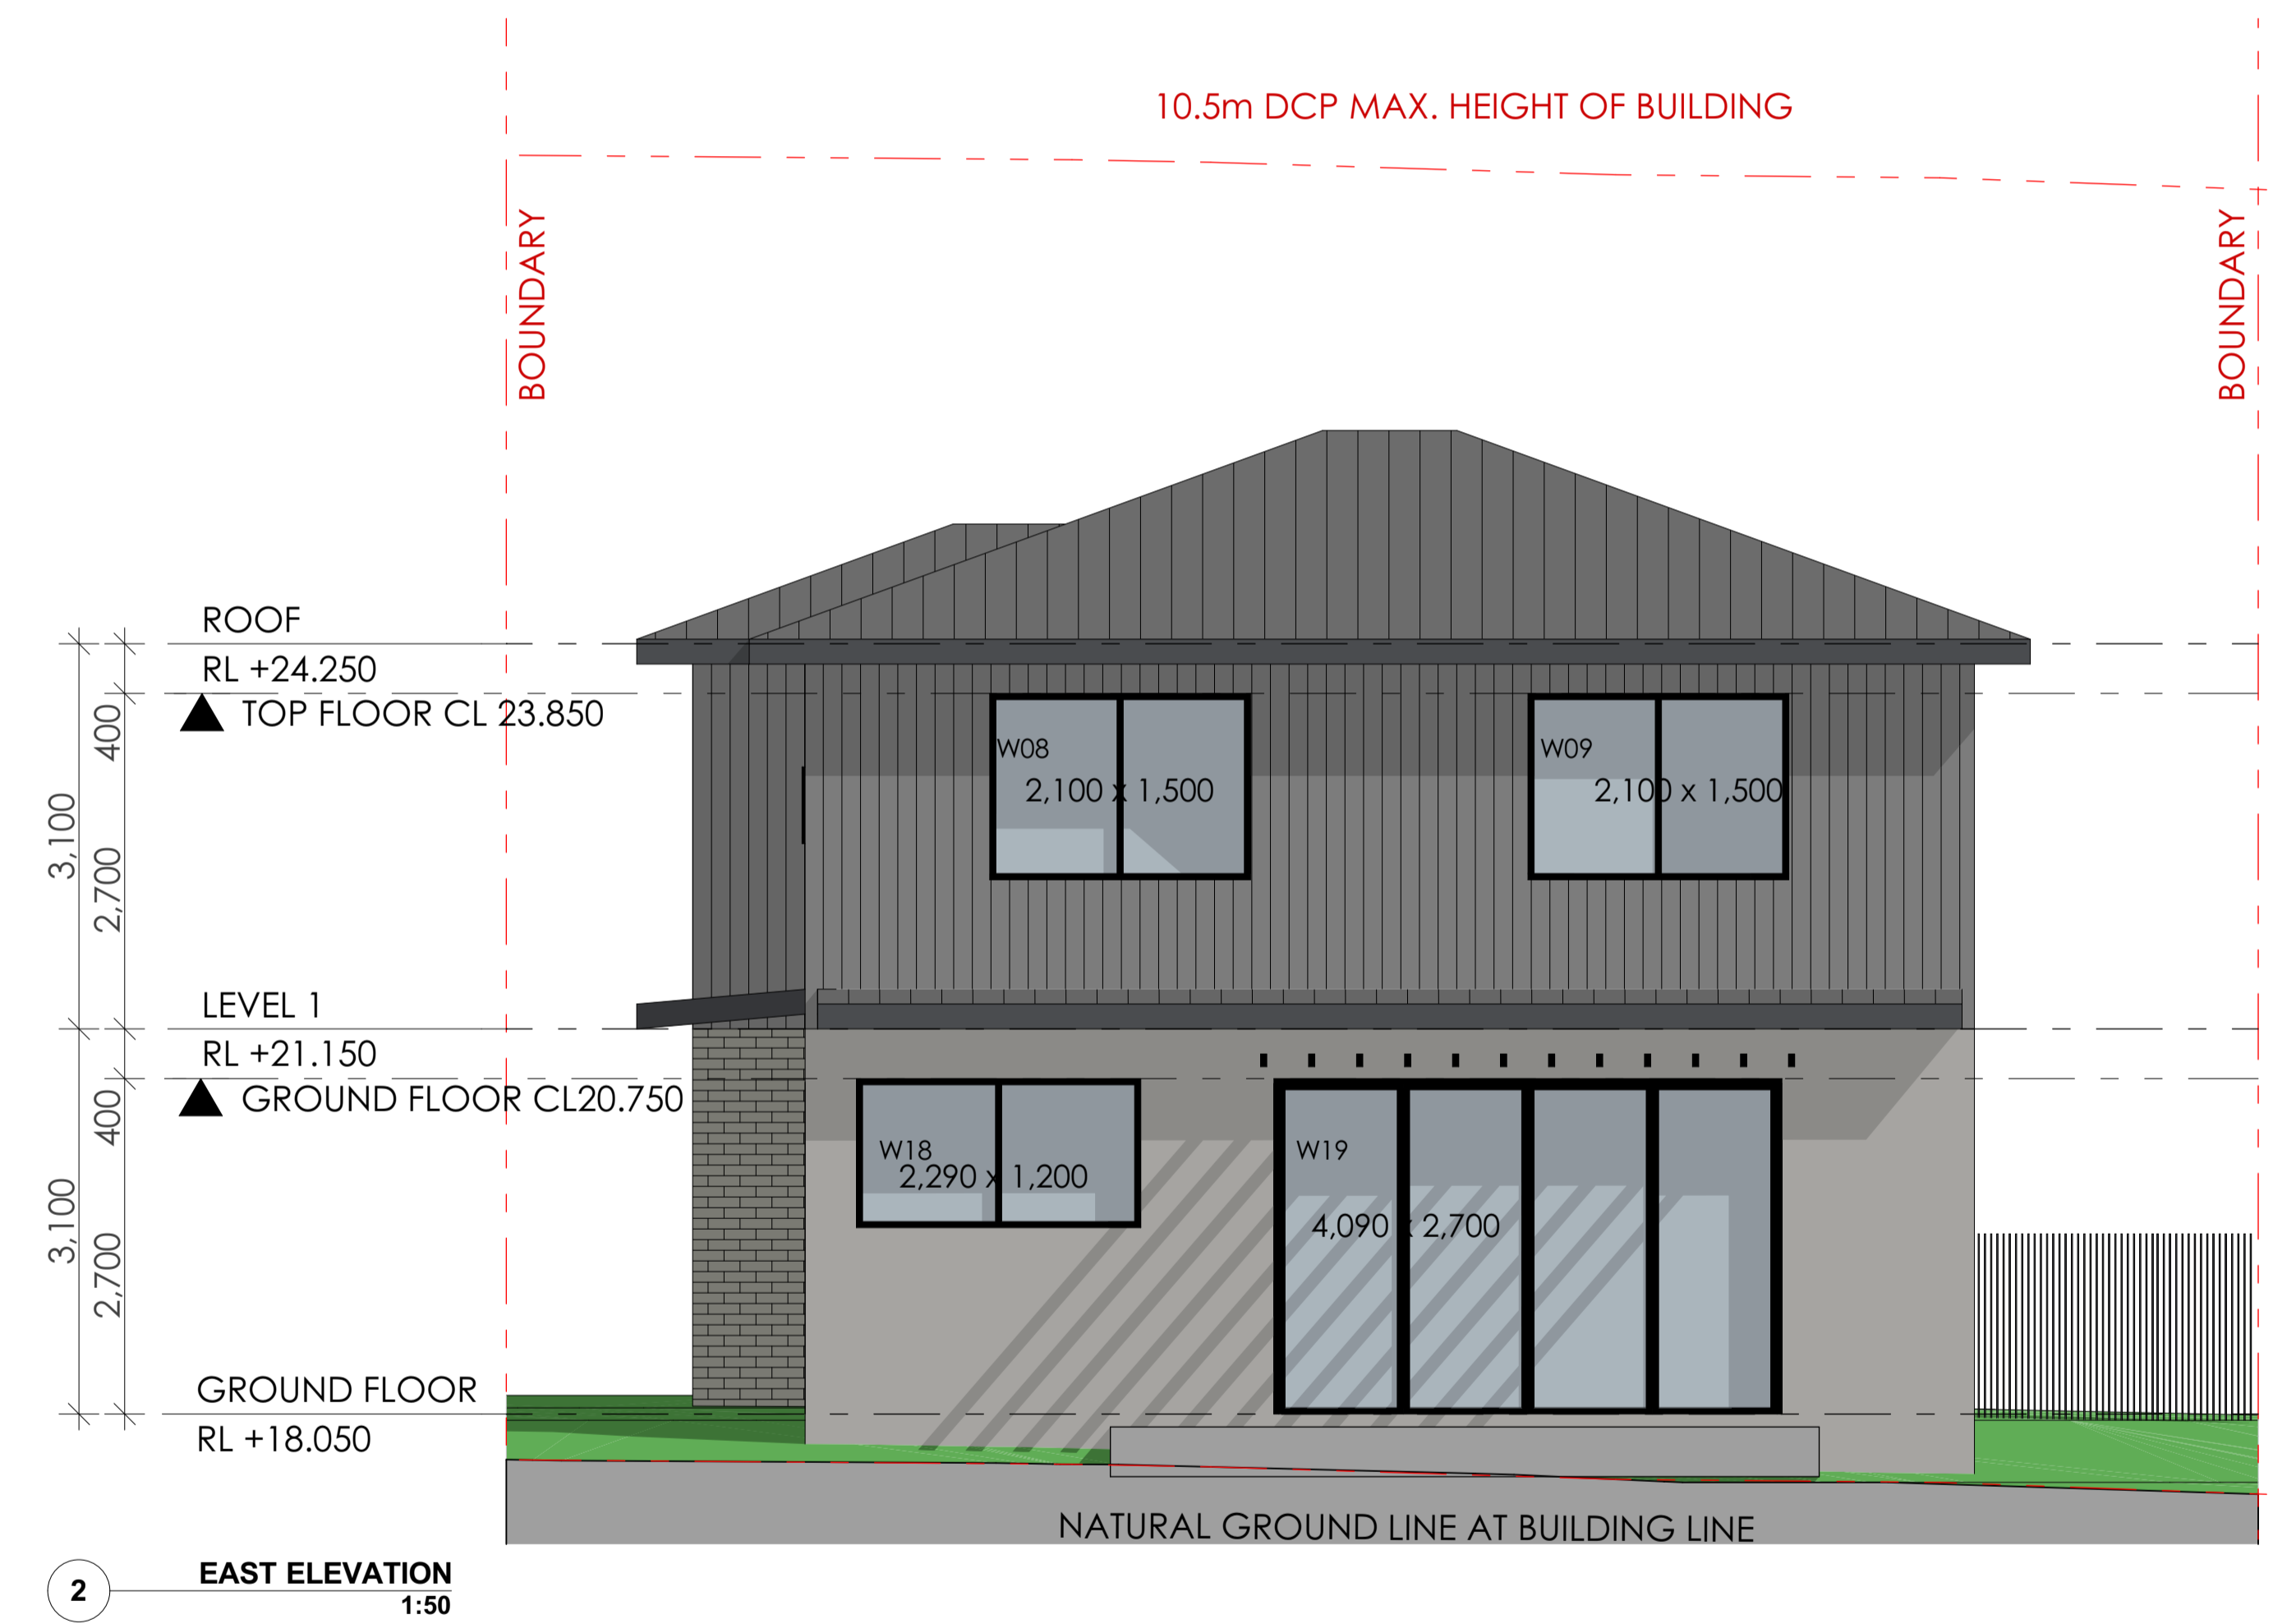 10.5m DCP MAX. HEIGHT OF BUILDING
BOUNDARY
BOUNDARY
ROOF
RL +24.250
TOP FLOOR CL 23.850
400
3,100
2,700
W08
2,100 x 1,500
W09
2,100 x 1,500
LEVEL 1
RL +21.150
GROUND FLOOR CL20.750
400
3,100
2,700
W18
2,290 x 1,200
W19
4,090 x 2,700
GROUND FLOOR
RL +18.050
NATURAL GROUND LINE AT BUILDING LINE
2
EAST ELEVATION
1:50